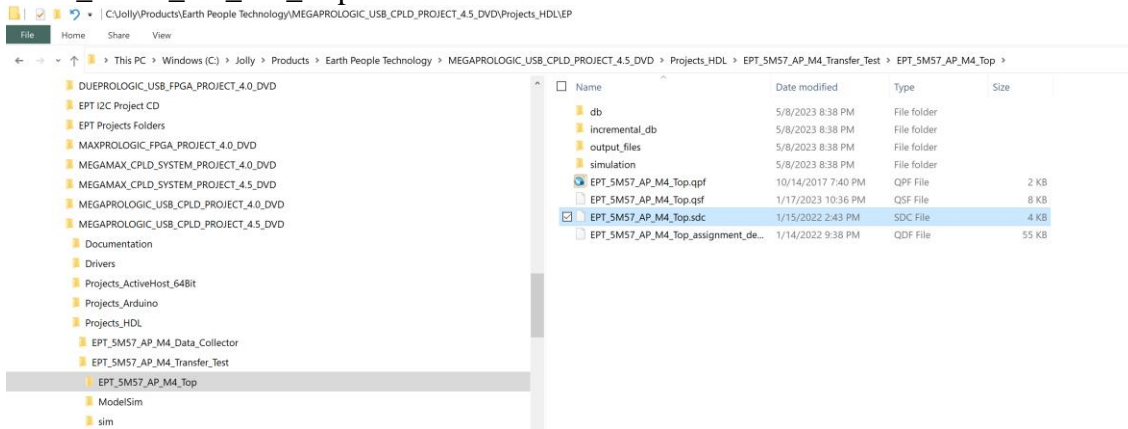 C:\Jolly\Products\Earth People Technology\MEGAPROLOGIC_USB_CPLD_PROJECT_4.5_DVD\Projects_HDL\EP
File Home Share View
This PC > Windows (C:) > Jolly > Products > Earth People Technology > MEGAPROLOGIC_USB_CPLD_PROJECT_4.5_DVD > Projects_HDL > EPT_5M57_AP_M4_Transfer_Test > EPT_5M57_AP_M4_Top >
DUEPROLOGIC_USB_FPGA_PROJECT_4.0_DVD
EPT I2C Project CD
EPT Projects Folders
MAXPROLOGIC_FPGA_PROJECT_4.0_DVD
MEGAMAX_CPLD_SYSTEM_PROJECT_4.0_DVD
MEGAMAX_CPLD_SYSTEM_PROJECT_4.5_DVD
MEGAPROLOGIC_USB_CPLD_PROJECT_4.0_DVD
MEGAPROLOGIC_USB_CPLD_PROJECT_4.5_DVD
Documentation
Drivers
Projects_ActiveHost_64Bit
Projects_Arduino
Projects_HDL
EPT_5M57_AP_M4_Data_Collector
EPT_5M57_AP_M4_Transfer_Test
EPT_5M57_AP_M4_Top
ModelSim
sim
Name Date modified Type Size
db 5/8/2023 8:38 PM File folder
incremental_db 5/8/2023 8:38 PM File folder
output_files 5/8/2023 8:38 PM File folder
simulation 5/8/2023 8:38 PM File folder
EPT_5M57_AP_M4_Top.qpf 10/14/2017 7:40 PM QPF File 2 KB
EPT_5M57_AP_M4_Top.qsf 1/17/2023 10:36 PM QSF File 8 KB
EPT_5M57_AP_M4_Top.sdc 1/15/2022 2:43 PM SDC File 4 KB
EPT_5M57_AP_M4_Top_assignment_de... 1/14/2022 9:38 PM QDF File 55 KB